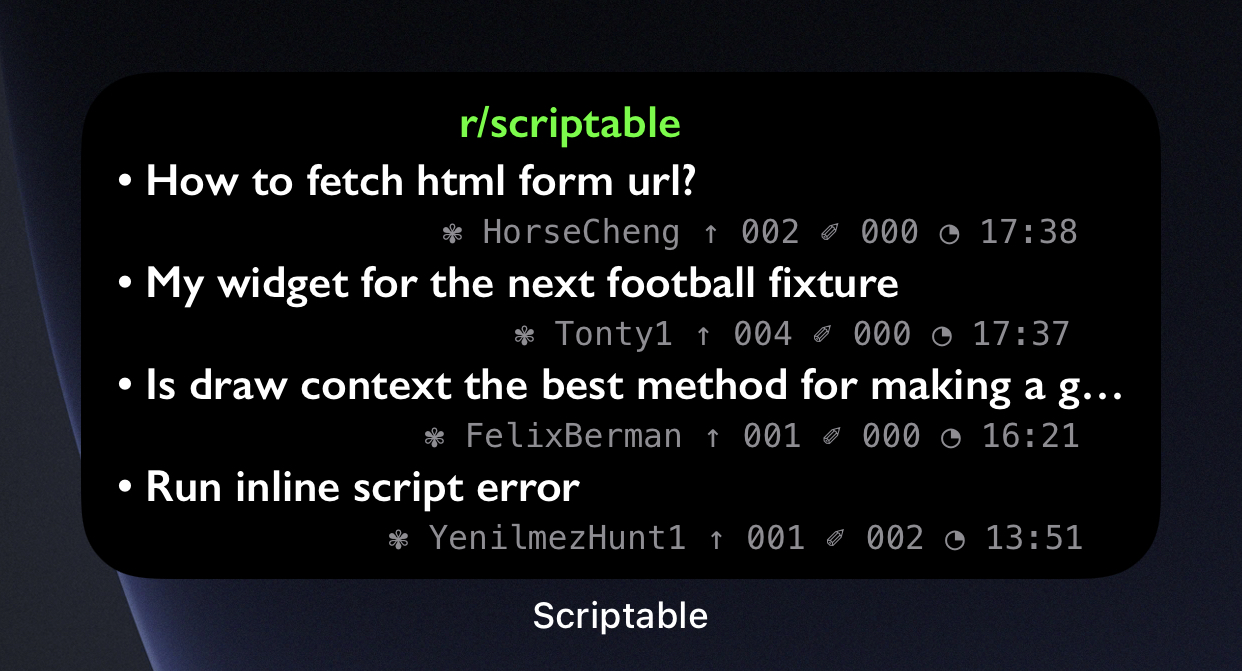 r/scriptable
• How to fetch html form url?
✾ HorseCheng ↑ 002 ✐ 000 ◔ 17:38
• My widget for the next football fixture
✾ Tonty1 ↑ 004 ✐ 000 ◔ 17:37
• Is draw context the best method for making a g…
✾ FelixBerman ↑ 001 ✐ 000 ◔ 16:21
• Run inline script error
✾ YenilmezHunt1 ↑ 001 ✐ 002 ◔ 13:51
Scriptable